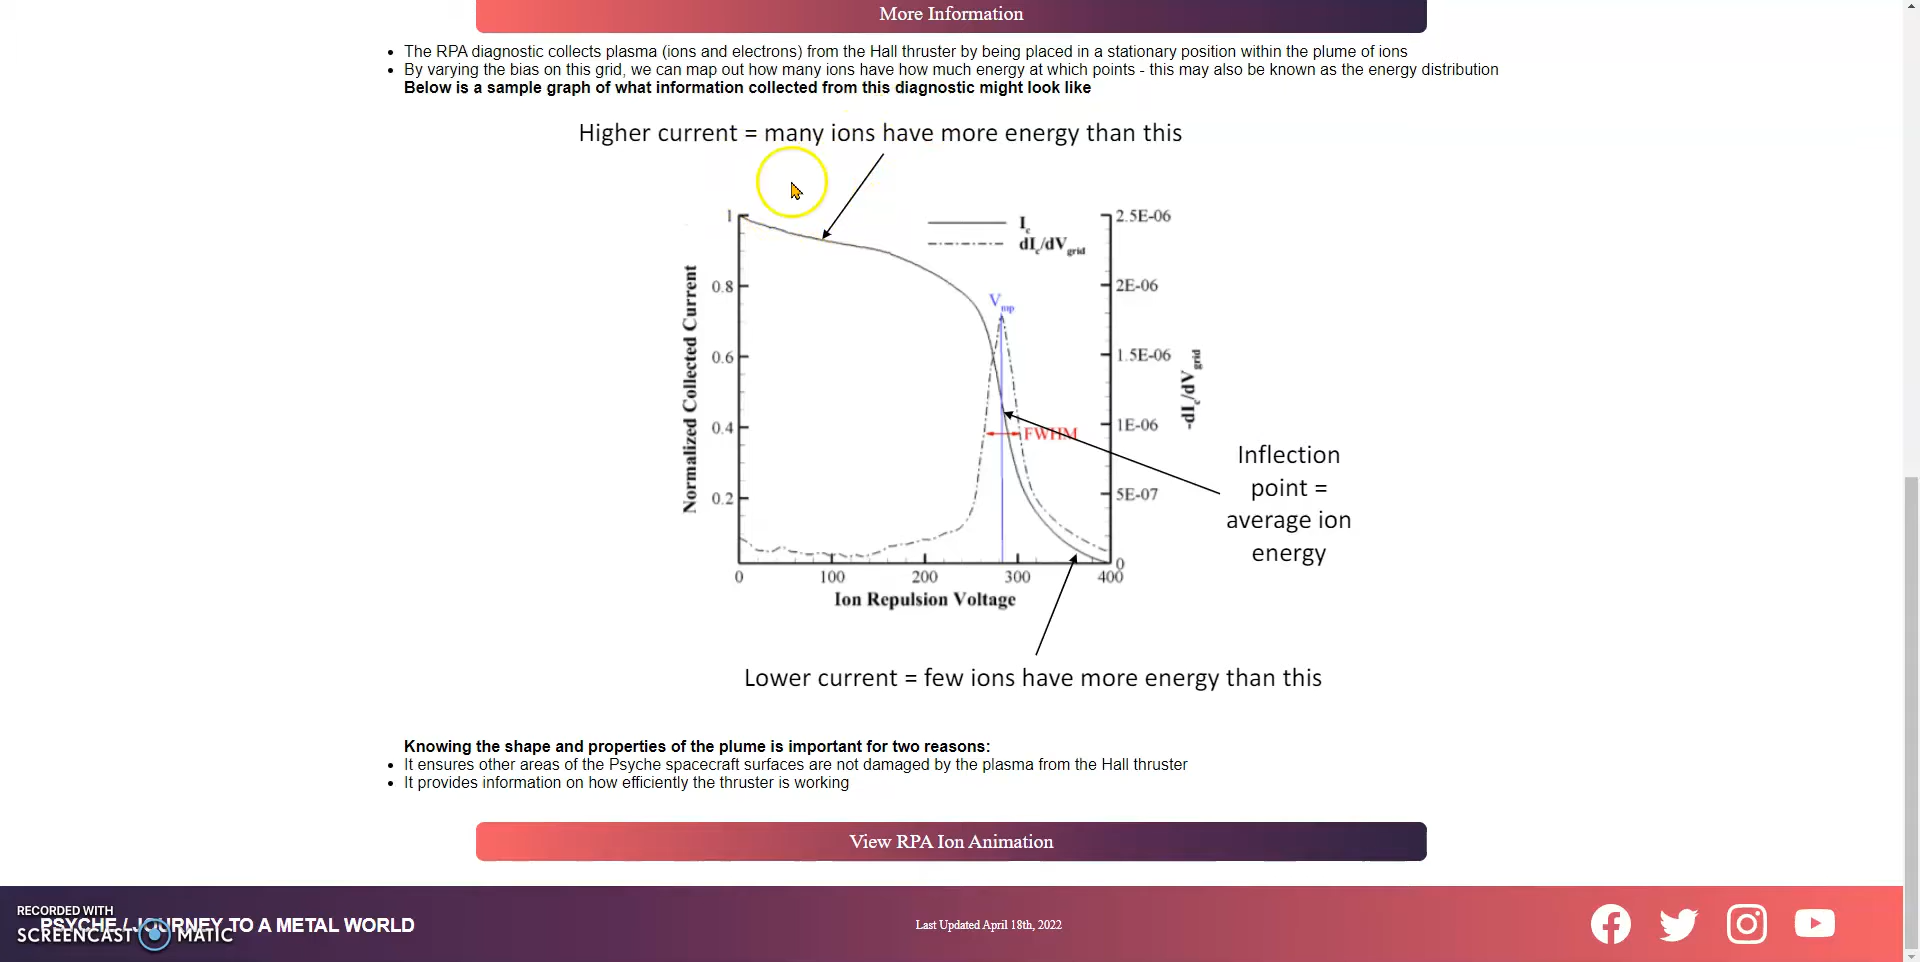 More Information
The RPA diagnostic collects plasma (ions and electrons) from the Hall thruster by being placed in a stationary position within the plume of ions
By varying the bias on this grid, we can map out how many ions have how much energy at which points - this may also be known as the energy distribution
Below is a sample graph of what information collected from this diagnostic might look like
Higher current = many ions have more energy than this
1
0.8
0.6
0.4
0.2
Normalized Collected Current
Ic
dIc/dVgrid
Vmp
FWHM
2.5E-06
2E-06
1.5E-06
1E-06
5E-07
0
-dIc/dVgrid
0 100 200 300 400
Ion Repulsion Voltage
Inflection
point =
average ion
energy
Lower current = few ions have more energy than this
Knowing the shape and properties of the plume is important for two reasons:
It ensures other areas of the Psyche spacecraft surfaces are not damaged by the plasma from the Hall thruster
It provides information on how efficiently the thruster is working
View RPA Ion Animation
RECORDED WITH
SCREENCAST MATIC
PSYCHE / JOURNEY TO A METAL WORLD
Last Updated April 18th, 2022